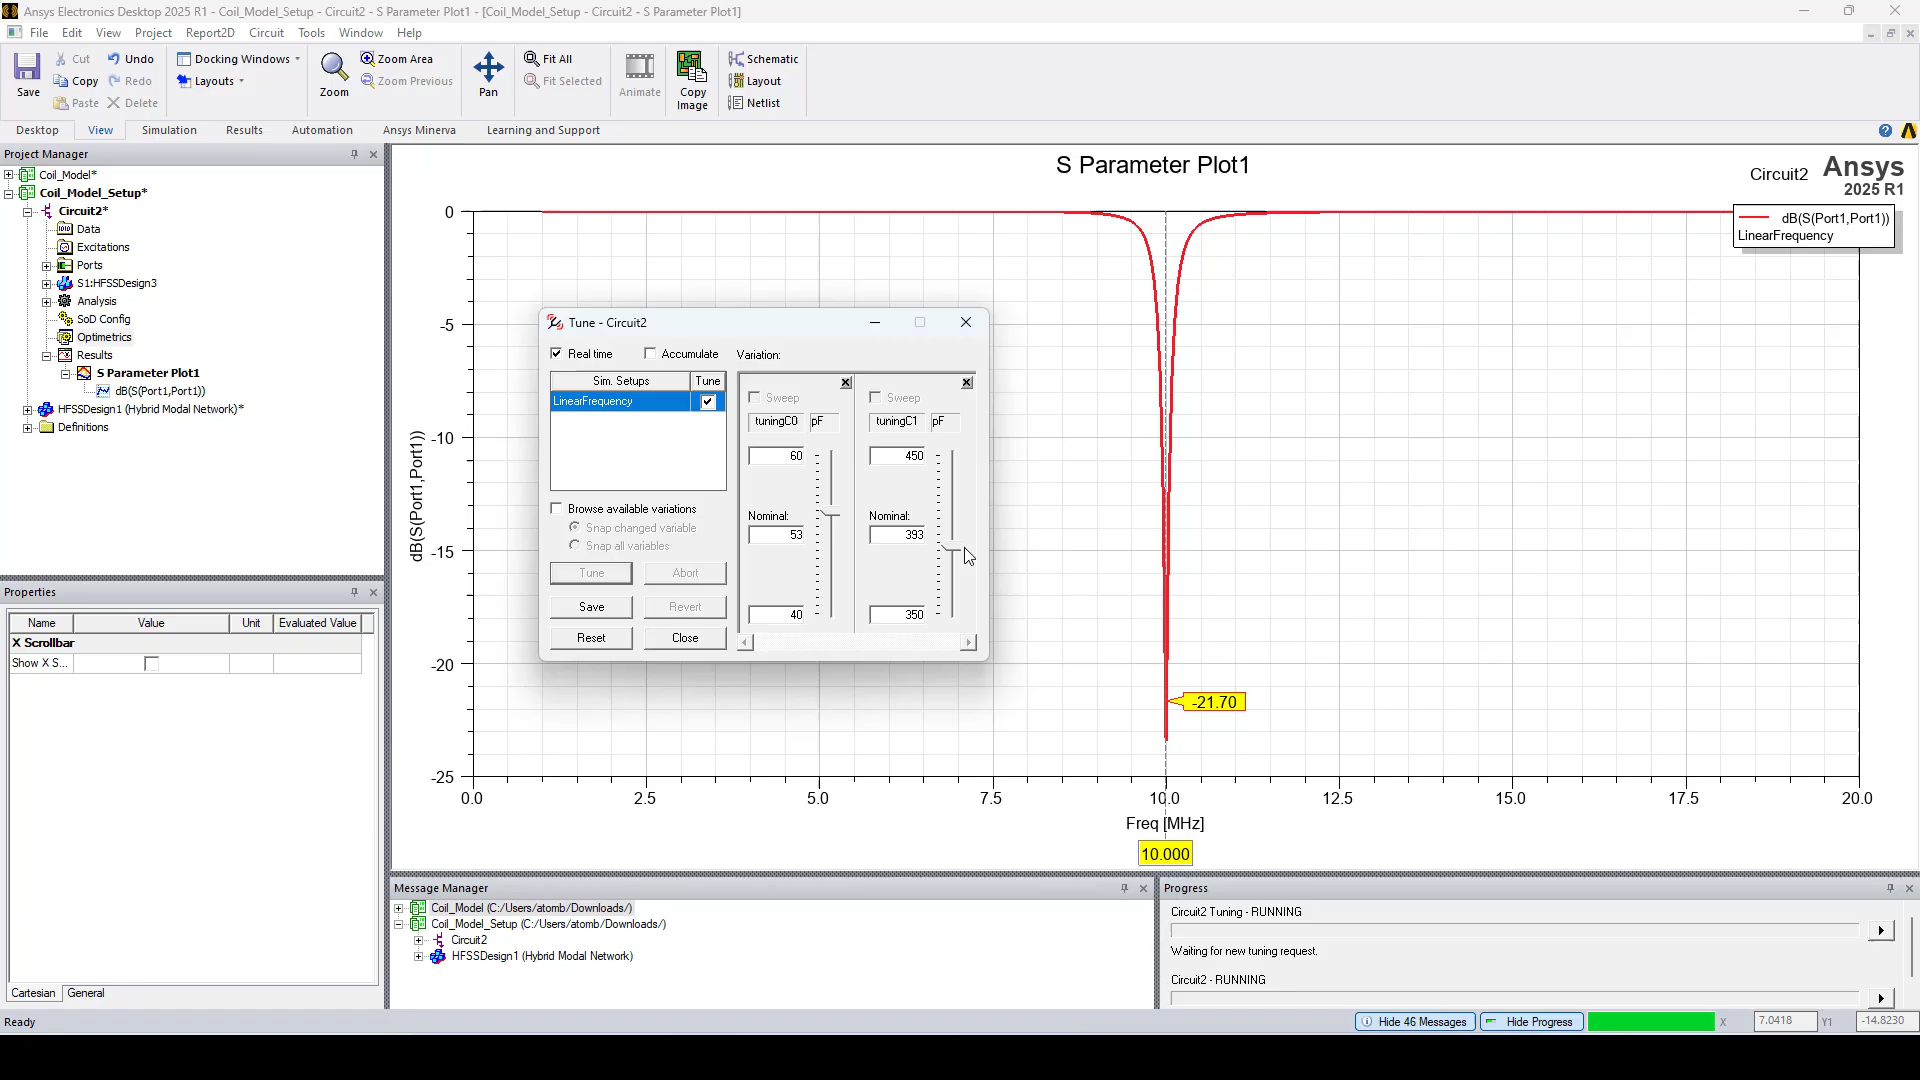 Ansys Electronics Desktop 2025 R1 - Coil_Model_Setup - Circuit2 - S Parameter Plot1 - [Coil_Model_Setup - Circuit2 - S Parameter Plot1]
File Edit View Project Report2D Circuit Tools Window Help
Save
Cut
Copy
Paste
Undo
Redo
Delete
Docking Windows
Layouts
Zoom
Zoom Area
Zoom Previous
Pan
Fit All
Fit Selected
Animate
Copy
Image
Schematic
Layout
Netlist
Desktop View Simulation Results Automation Ansys Minerva Learning and Support
Project Manager
Coil_Model*
Coil_Model_Setup*
Circuit2*
Data
Excitations
Ports
S1:HFSSDesign3
Analysis
SoD Config
Optimetrics
Results
S Parameter Plot1
dB(S(Port1,Port1))
HFSSDesign1 (Hybrid Modal Network)*
Definitions
Properties
Name Value Unit Evaluated Value
X Scrollbar
Show X S...
Cartesian General
S Parameter Plot1
Circuit2
Ansys
2025 R1
dB(S(Port1,Port1))
LinearFrequency
dB(S(Port1,Port1))
0
-5
-10
-15
-20
-25
-21.70
0.0 2.5 5.0 7.5 10.0 12.5 15.0 17.5 20.0
Freq [MHz]
10.000
Tune - Circuit2
Real time Accumulate Variation:
Sim. Setups Tune
LinearFrequency
Browse available variations
Snap changed variable
Snap all variables
Tune Abort
Save Revert
Reset Close
Sweep
tuningC0 pF
60
Nominal:
53
40
Sweep
tuningC1 pF
450
Nominal:
393
350
Message Manager
Coil_Model (C:/Users/atomb/Downloads/)
Coil_Model_Setup (C:/Users/atomb/Downloads/)
Circuit2
HFSSDesign1 (Hybrid Modal Network)
Progress
Circuit2 Tuning - RUNNING
Waiting for new tuning request.
Circuit2 - RUNNING
Ready
Hide 46 Messages Hide Progress X 7.0418 Y1 -14.8230